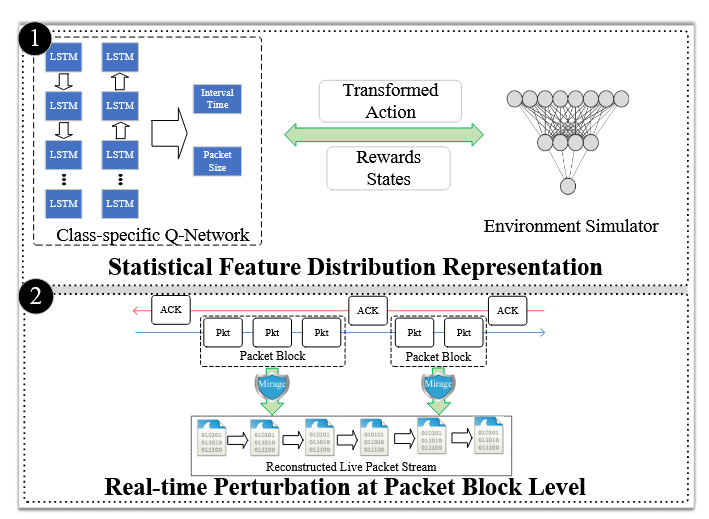 1
LSTM LSTM
LSTM LSTM
LSTM LSTM
LSTM LSTM
Interval
Time
Packet
Size
Class-specific Q-Network
Transformed
Action
Rewards
States
Environment Simulator
Statistical Feature Distribution Representation
2
ACK ACK ACK
Pkt Pkt Pkt Pkt Pkt
Packet Block Packet Block
Mirage Mirage
010101 010101 010101 010101 010101 010101
011010 011010 011010 011010 011010 011010
011100 011100 011100 011100 011100 011100
Reconstructed Live Packet Stream
Real-time Perturbation at Packet Block Level